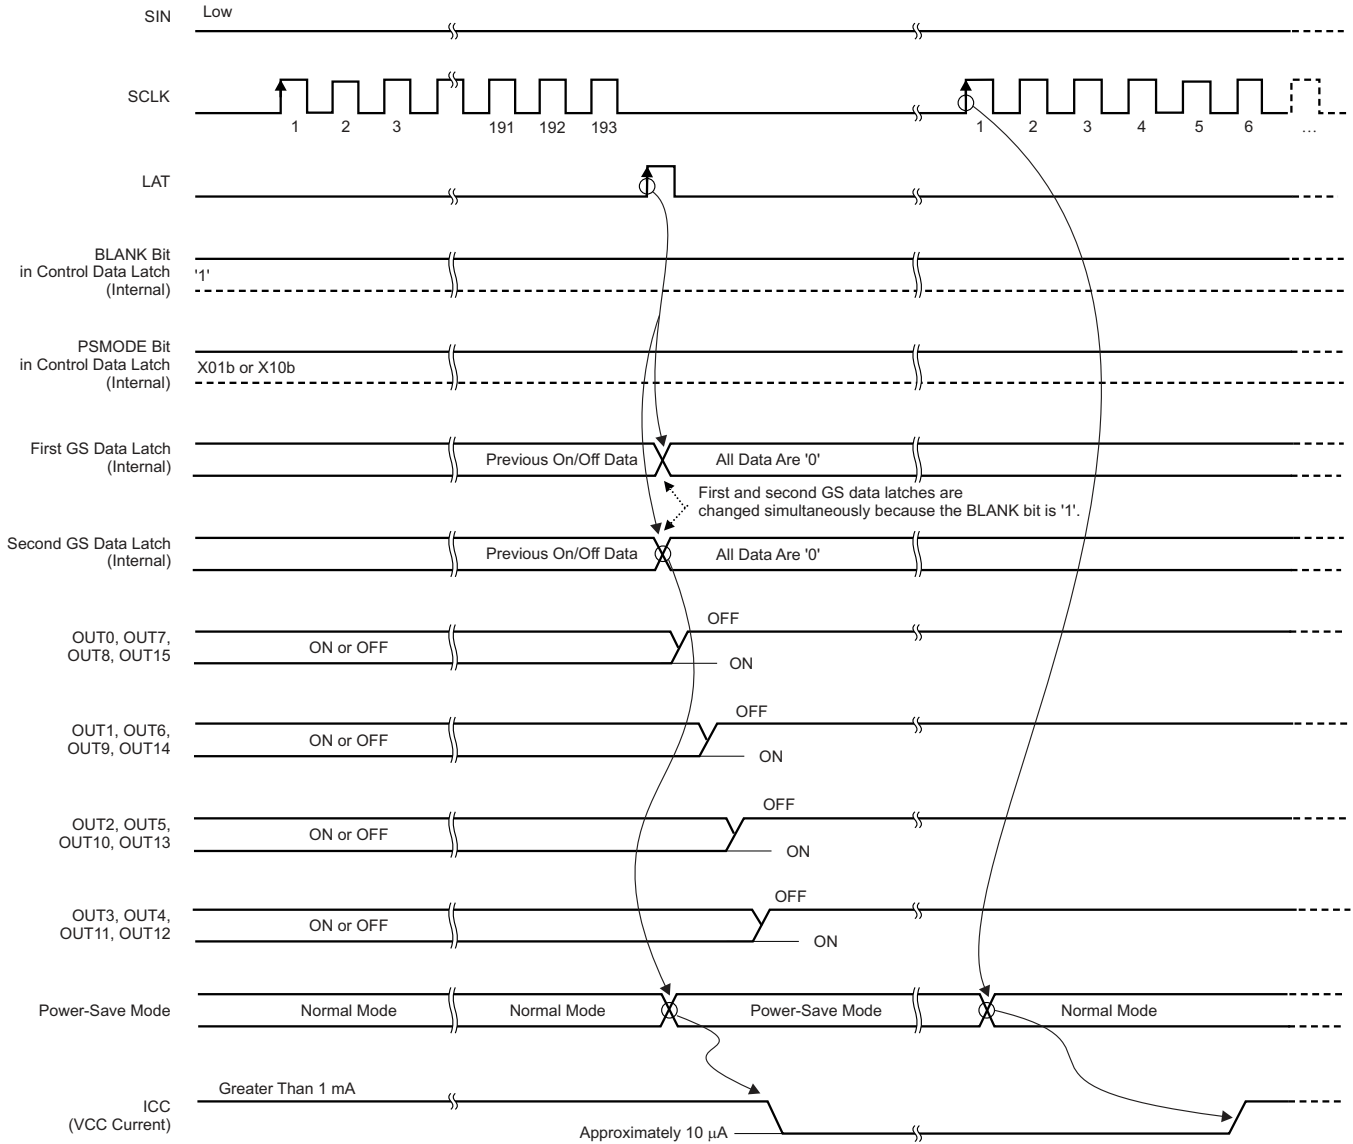 SIN
Low
SCLK
1 2 3 191 192 193 1 2 3 4 5 6 ...
LAT
BLANK Bit
in Control Data Latch
(Internal)
'1'
PSMODE Bit
in Control Data Latch
(Internal)
X01b or X10b
First GS Data Latch
(Internal)
Previous On/Off Data
All Data Are '0'
First and second GS data latches are
changed simultaneously because the BLANK bit is '1'.
Second GS Data Latch
(Internal)
Previous On/Off Data
All Data Are '0'
OUT0, OUT7,
OUT8, OUT15
ON or OFF
OFF
ON
OUT1, OUT6,
OUT9, OUT14
ON or OFF
OFF
ON
OUT2, OUT5,
OUT10, OUT13
ON or OFF
OFF
ON
OUT3, OUT4,
OUT11, OUT12
ON or OFF
OFF
ON
Power-Save Mode
Normal Mode
Normal Mode
Power-Save Mode
Normal Mode
ICC
(VCC Current)
Greater Than 1 mA
Approximately 10 μA